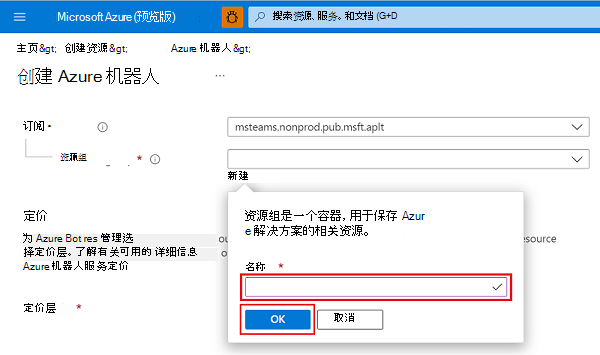 Microsoft Azure (预览版)
搜索资源、服务。和文档 (G+D
主页&gt; 创建资源&gt; Azure 机器人&gt;
创建 Azure 机器人 ...
订阅 •
msteams.nonprod.pub.msft.aplt
资源组 *
新建
资源组是一个容器，用于保存 Azur
e 解决方案的相关资源。
定价
为 Azure Bot res 管理选
择定价层。了解有关可用的 详细信息
Azure 机器人服务定价
ou
esource
名称 *
定价层 *
OK
取消